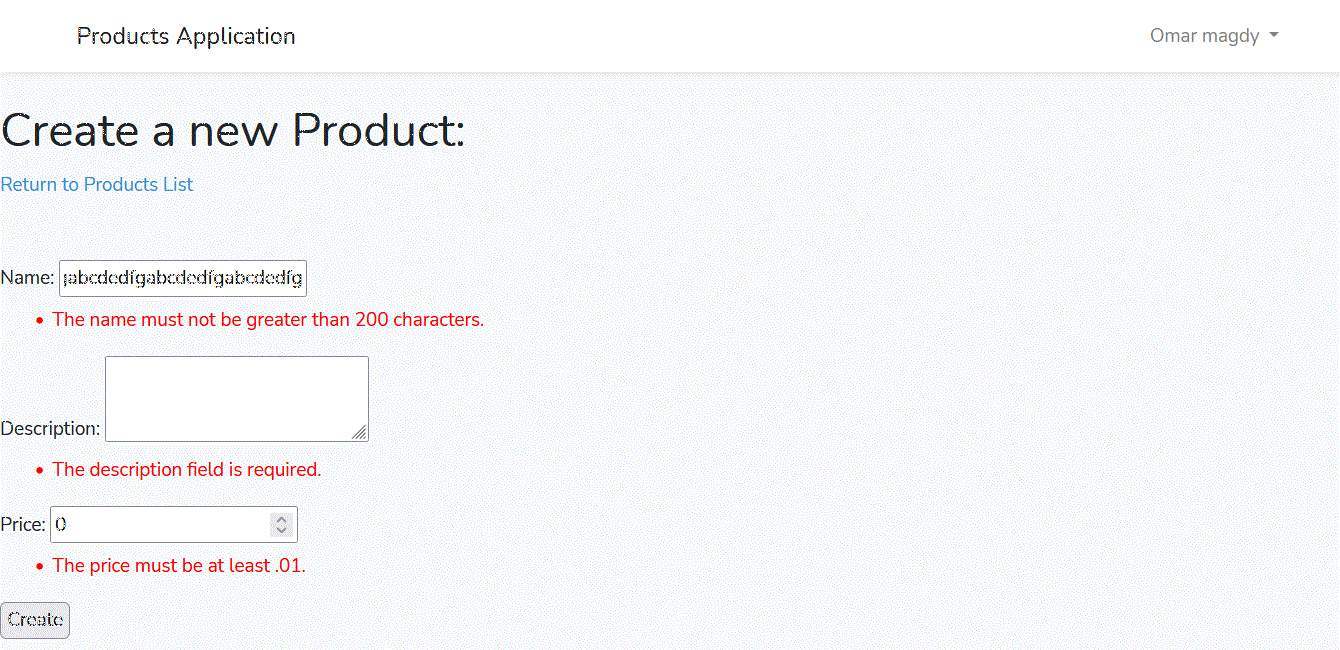 Products Application
Omar magdy
Create a new Product:
Return to Products List
Name: jabcdedfgabcdedfgabcdedfg
The name must not be greater than 200 characters.
Description:
The description field is required.
Price: 0
The price must be at least .01.
Create